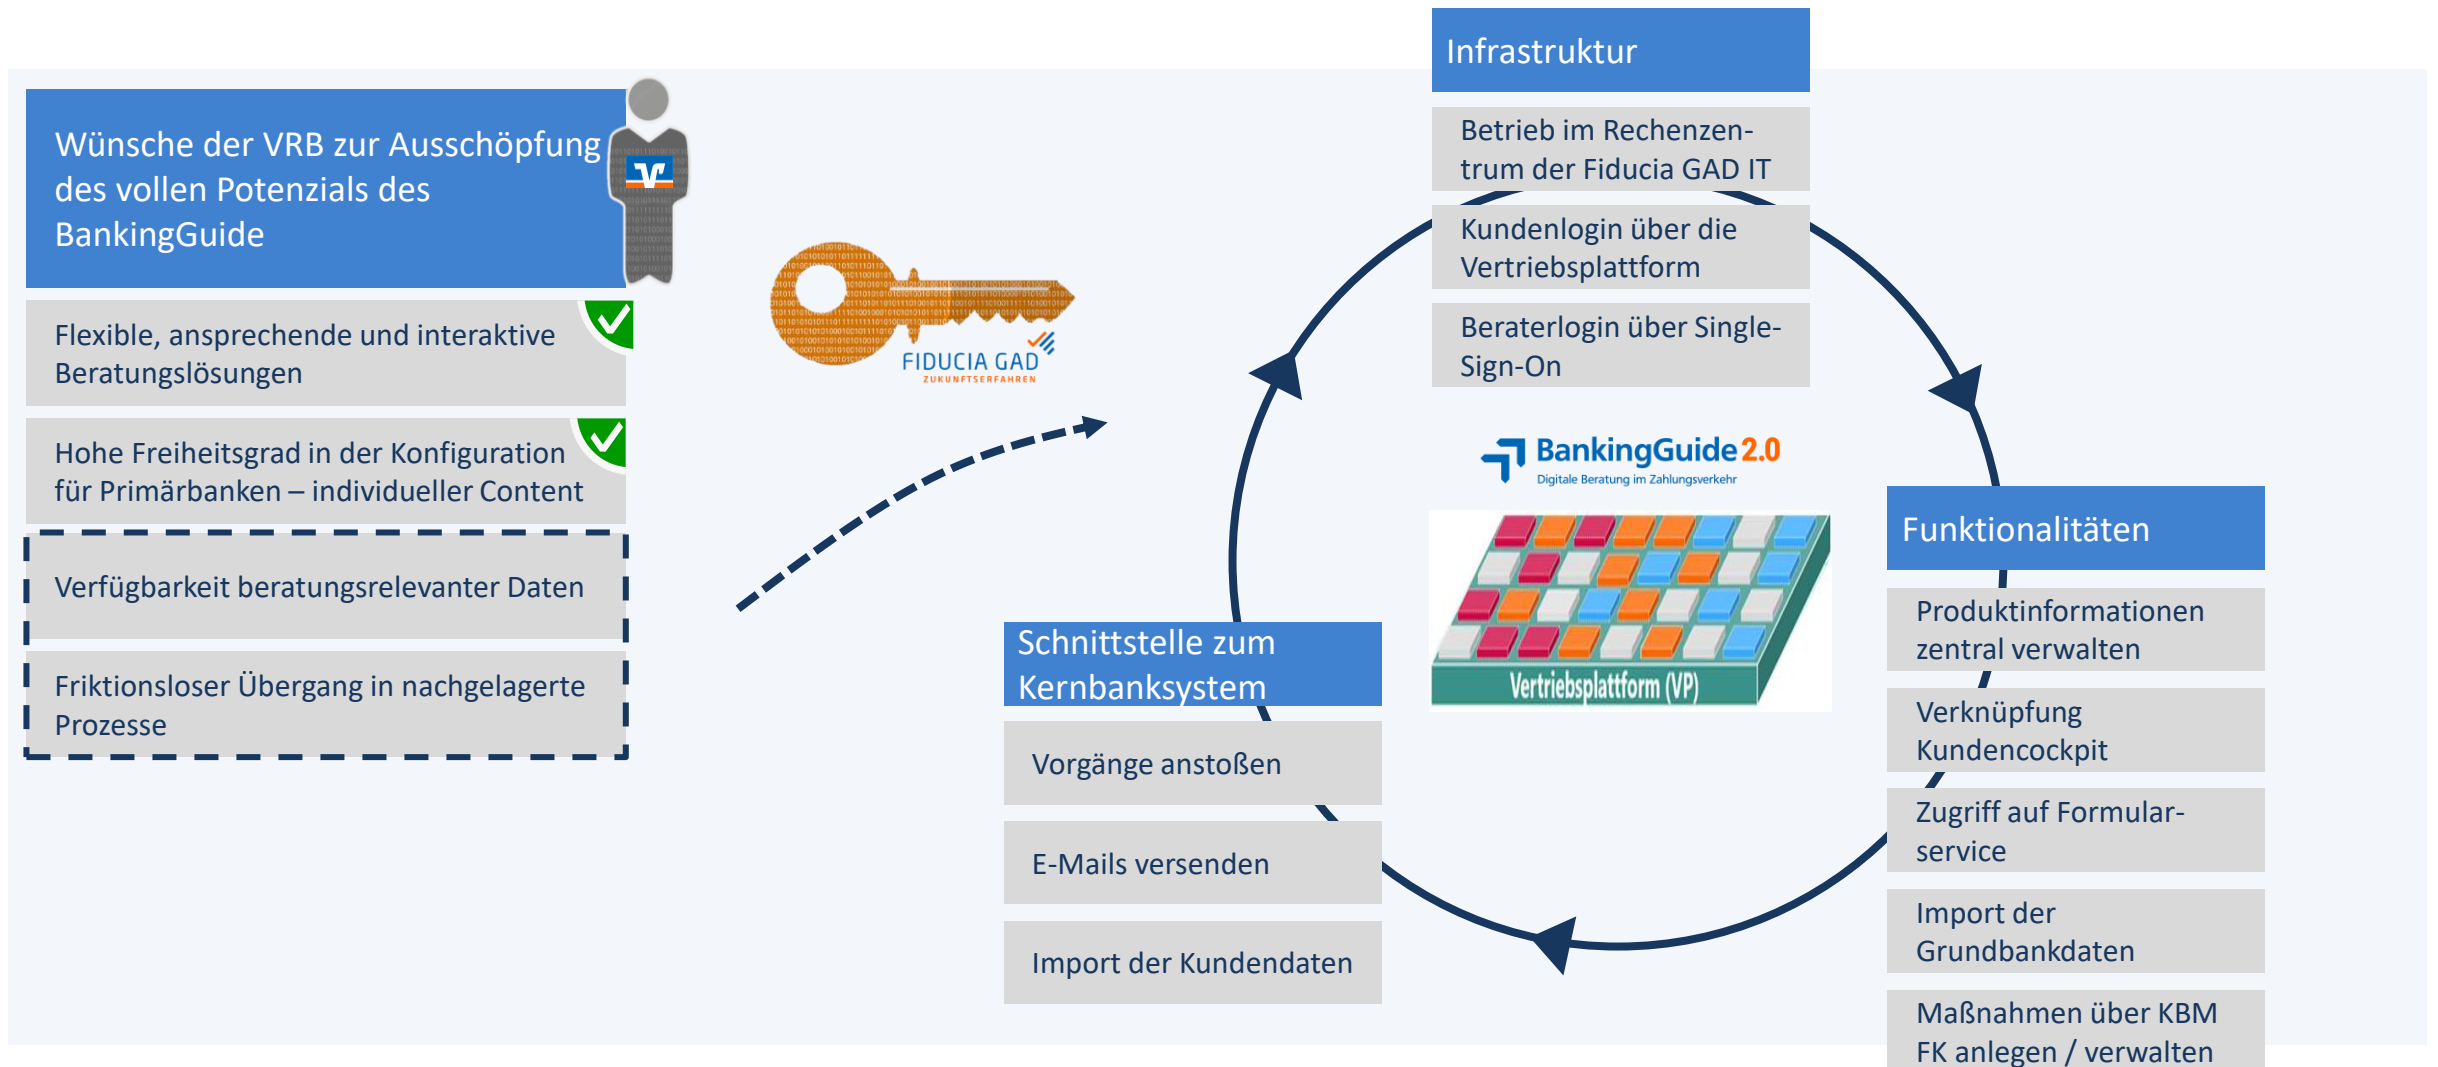 Wünsche der VRB zur Ausschöpfung
des vollen Potenzials des
BankingGuide
Flexible, ansprechende und interaktive
Beratungslösungen
Hohe Freiheitsgrad in der Konfiguration
für Primärbanken – individueller Content
Verfügbarkeit beratungsrelevanter Daten
Friktionsloser Übergang in nachgelagerte
Prozesse
FIDUCIA GAD
ZUKUNFTSERFAHREN
Infrastruktur
Betrieb im Rechenzen-
trum der Fiducia GAD IT
Kundenlogin über die
Vertriebsplattform
Beraterlogin über Single-
Sign-On
BankingGuide 2.0
Digitale Beratung im Zahlungsverkehr
Vertriebsplattform (VP)
Funktionalitäten
Produktinformationen
zentral verwalten
Verknüpfung
Kundencockpit
Zugriff auf Formular-
service
Import der
Grundbankdaten
Maßnahmen über KBM
FK anlegen / verwalten
Schnittstelle zum
Kernbanksystem
Vorgänge anstoßen
E-Mails versenden
Import der Kundendaten